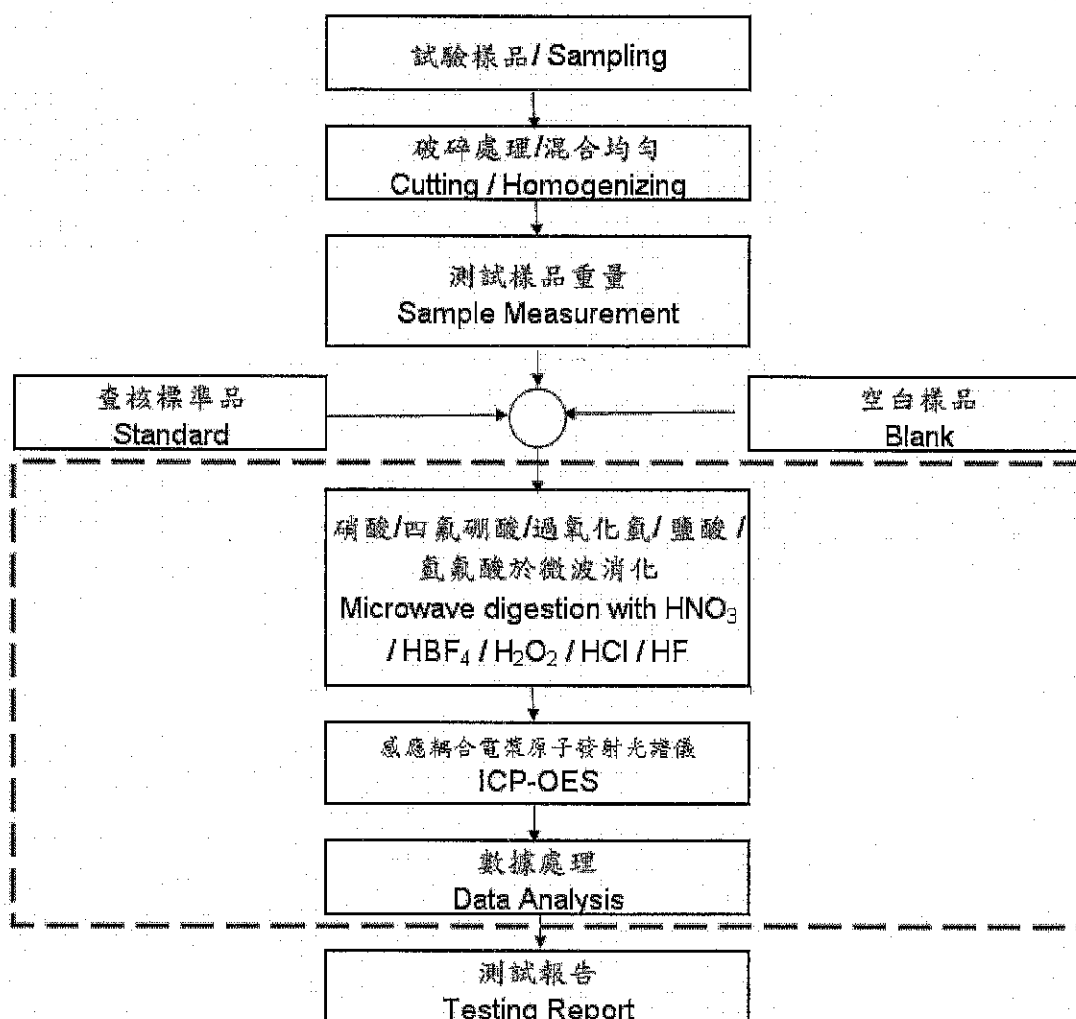 試驗樣品/ Sampling
破碎處理/混合均勻
Cutting / Homogenizing
測試樣品重量
Sample Measurement
查核標準品
Standard
空白樣品
Blank
硝酸/四氟硼酸/過氧化氫/ 鹽酸 /
氫氟酸於微波消化
Microwave digestion with HNO₃
/ HBF₄ / H₂O₂ / HCl / HF
感應耦合電漿原子發射光譜儀
ICP-OES
數據處理
Data Analysis
測試報告
Testing Report